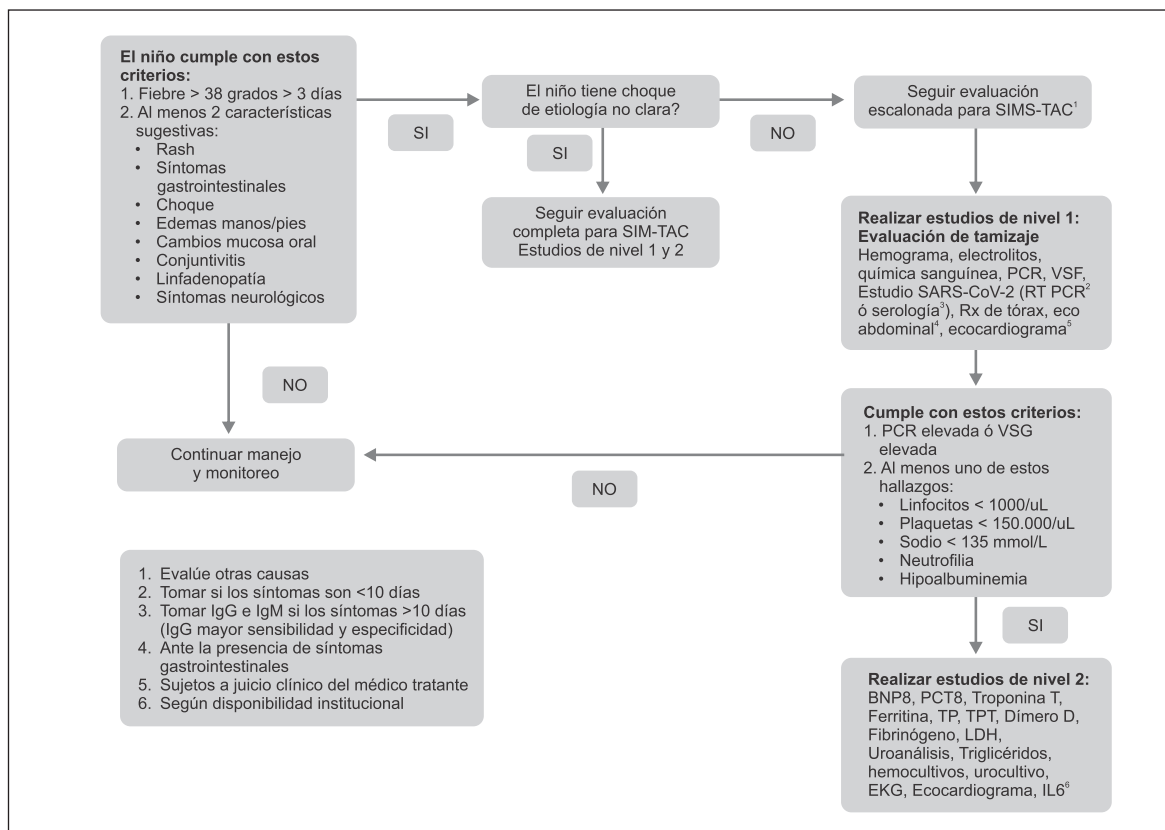 El niño cumple con estos
criterios:
1. Fiebre > 38 grados > 3 días
2. Al menos 2 características
sugestivas:
• Rash
• Síntomas
gastrointestinales
• Choque
• Edemas manos/pies
• Cambios mucosa oral
• Conjuntivitis
• Linfadenopatía
• Síntomas neurológicos
SI
El niño tiene choque
de etiología no clara?
NO
Seguir evaluación
escalonada para SIMS-TAC¹
SI
Seguir evaluación
completa para SIM-TAC
Estudios de nivel 1 y 2
Realizar estudios de nivel 1:
Evaluación de tamizaje
Hemograma, electrolitos,
química sanguínea, PCR, VSF,
Estudio SARS-CoV-2 (RT PCR²
ó serología³), Rx de tórax, eco
abdominal⁴, ecocardiograma⁵
NO
Continuar manejo
y monitoreo
NO
Cumple con estos criterios:
1. PCR elevada ó VSG
elevada
2. Al menos uno de estos
hallazgos:
• Linfocitos < 1000/uL
• Plaquetas < 150.000/uL
• Sodio < 135 mmol/L
• Neutrofilia
• Hipoalbuminemia
SI
Realizar estudios de nivel 2:
BNP8, PCT8, Troponina T,
Ferritina, TP, TPT, Dímero D,
Fibrinógeno, LDH,
Uroanálisis, Triglicéridos,
hemocultivos, urocultivo,
EKG, Ecocardiograma, IL6⁶
1. Evalúe otras causas
2. Tomar si los síntomas son <10 días
3. Tomar IgG e IgM si los síntomas >10 días
(IgG mayor sensibilidad y especificidad)
4. Ante la presencia de síntomas
gastrointestinales
5. Sujetos a juicio clínico del médico tratante
6. Según disponibilidad institucional